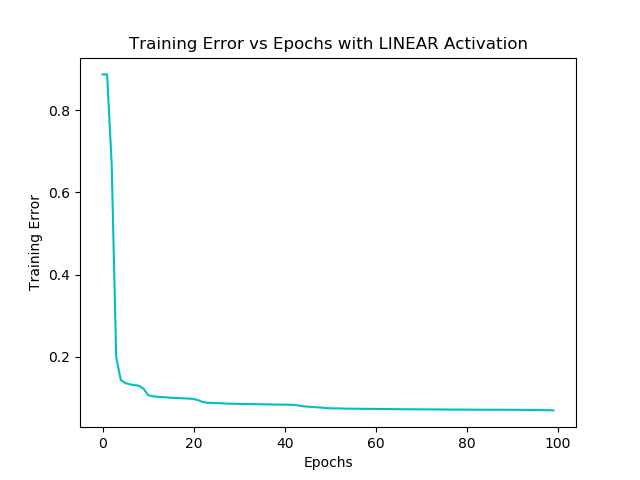 Training Error vs Epochs with LINEAR Activation
0.8
0.6
0.4
0.2
Training Error
0 20 40 60 80 100
Epochs